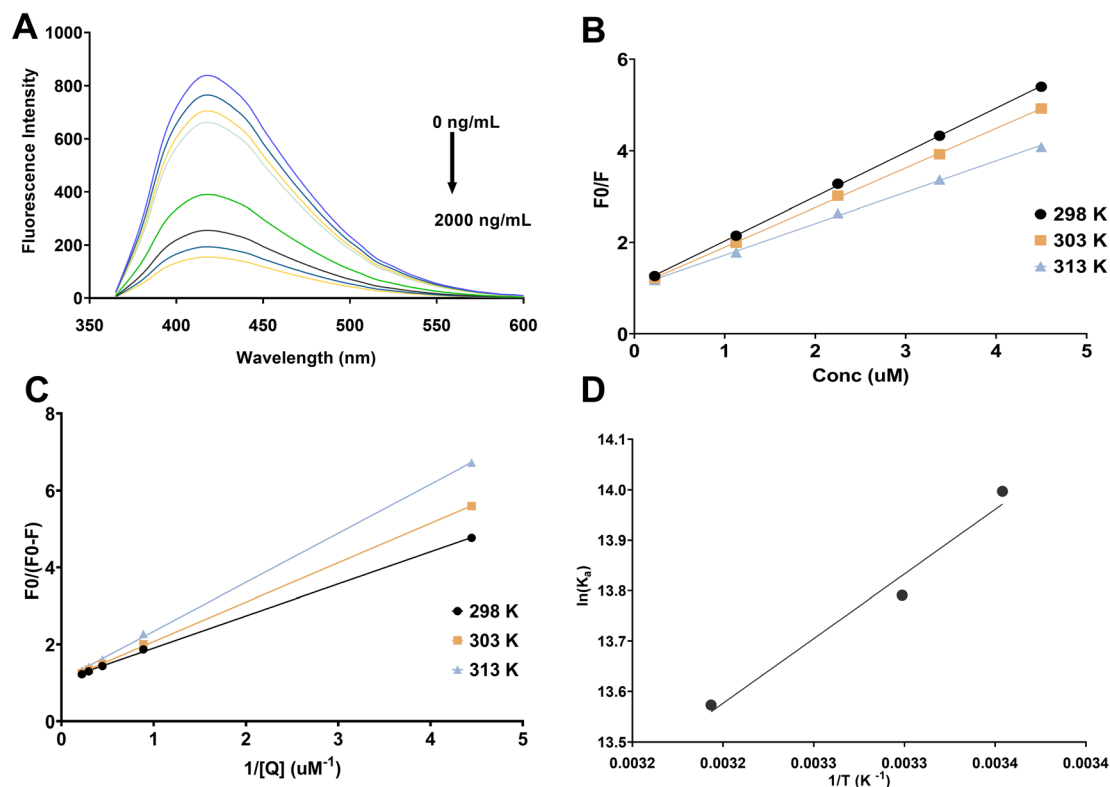 A
1000
800
600
400
200
0
Fluorescence Intensity
0 ng/mL
2000 ng/mL
350
400
450
500
550
600
Wavelength (nm)
B
6
4
2
0
F0/F
298 K
303 K
313 K
0
1
2
3
4
5
Conc (uM)
C
8
6
4
2
0
F0/(F0-F)
298 K
303 K
313 K
0
1
2
3
4
5
1/[Q] (uM⁻¹)
D
14.1
14.0
13.9
13.8
13.7
13.6
13.5
ln(Kₐ)
0.0032
0.0032
0.0033
0.0033
0.0034
0.0034
1/T (K ⁻¹)